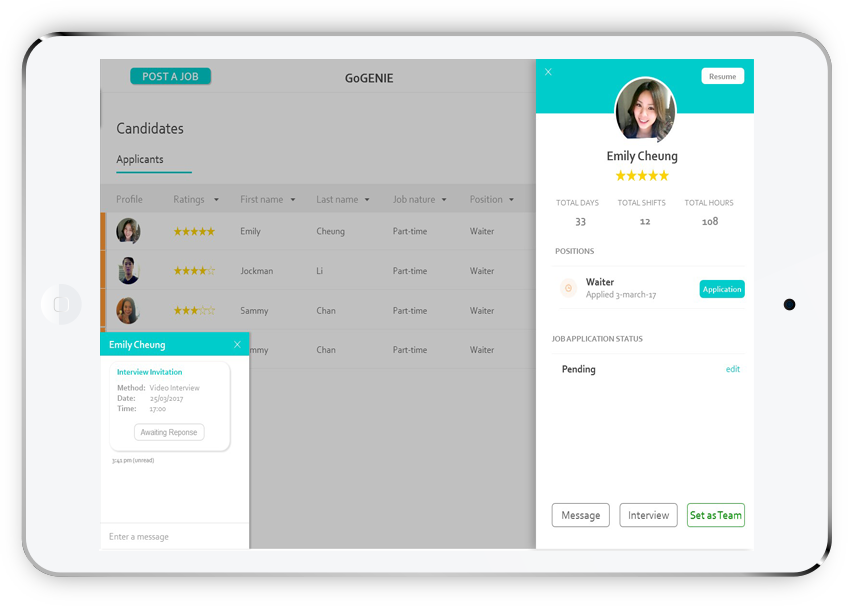 POST A JOB
GoGENIE
Candidates
Applicants
Profile Ratings First name Last name Job nature Position
Emily Cheung Part-time Waiter
Jockman Li Part-time Waiter
Sammy Chan Part-time Waiter
mmy Chan Part-time Waiter
Emily Cheung
Interview Invitation
Method: Video Interview
Date: 25/03/2017
Time: 17:00
Awaiting Reponse
3:42 pm (unread)
Enter a message
Resume
Emily Cheung
TOTAL DAYS TOTAL SHIFTS TOTAL HOURS
33 12 108
POSITIONS
Waiter
Applied 3-march-17
Application
JOB APPLICATION STATUS
Pending edit
Message Interview Set as Team